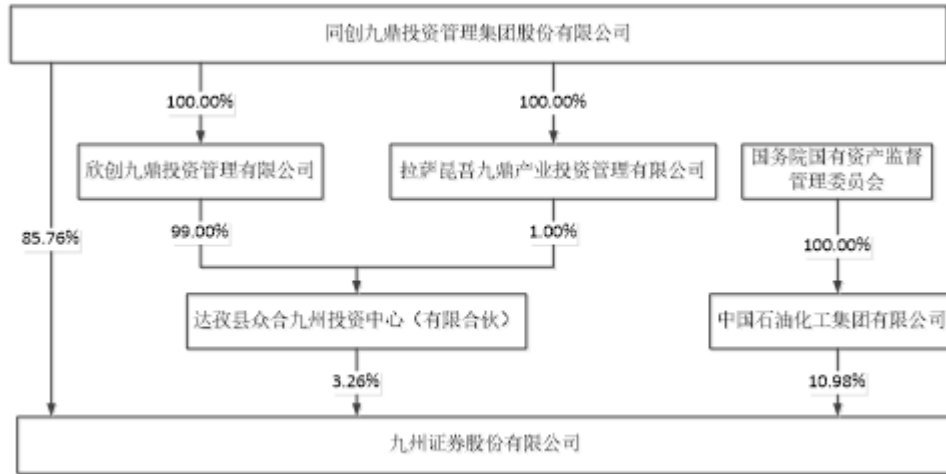 同创九鼎投资管理集团股份有限公司
100.00%
100.00%
欣创九鼎投资管理有限公司
拉萨昆吾九鼎产业投资管理有限公司
国务院国有资产监督
管理委员会
85.76%
99.00%
1.00%
100.00%
达孜县众合九州投资中心（有限合伙）
中国石油化工集团有限公司
3.26%
10.98%
九州证券股份有限公司